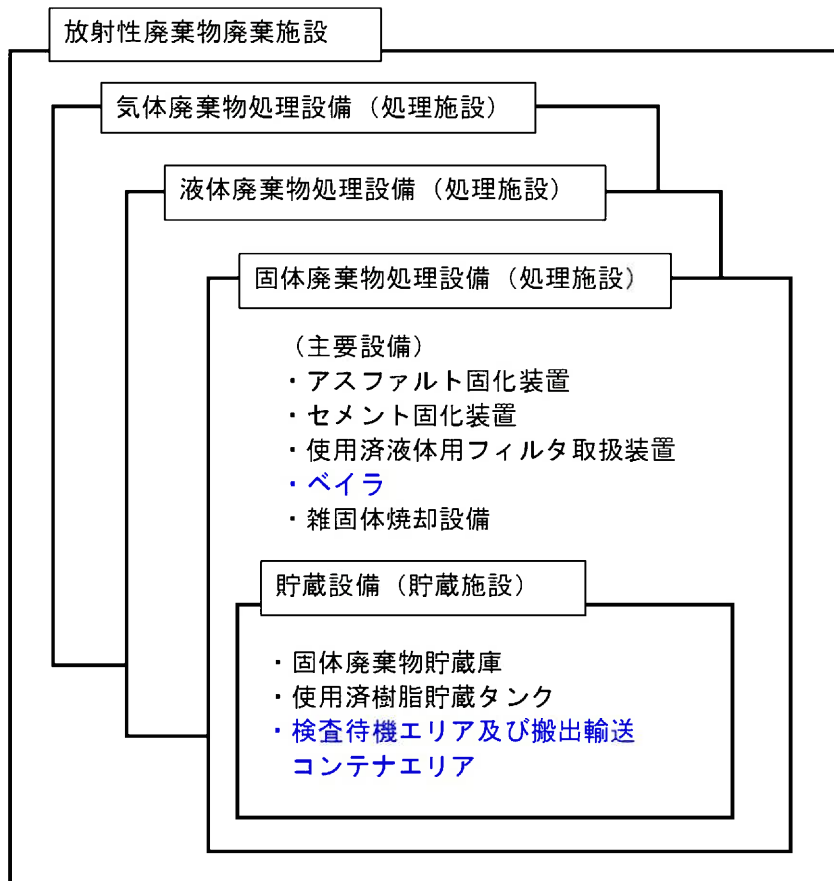 放射性廃棄物廃棄施設
気体廃棄物処理設備（処理施設）
液体廃棄物処理設備（処理施設）
固体廃棄物処理設備（処理施設）
（主要設備）
・アスファルト固化装置
・セメント固化装置
・使用済液体用フィルタ取扱装置
・ベイラ
・雑固体焼却設備
貯蔵設備（貯蔵施設）
・固体廃棄物貯蔵庫
・使用済樹脂貯蔵タンク
・検査待機エリア及び搬出輸送
コンテナエリア